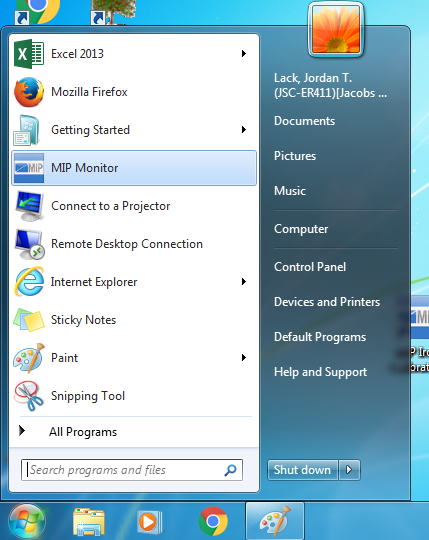 Excel 2013
Mozilla Firefox
Getting Started
MIP
MIP Monitor
Connect to a Projector
Remote Desktop Connection
Internet Explorer
Sticky Notes
Paint
Snipping Tool
All Programs
Search programs and files
Lack, Jordan T.
(JSC-ER411)[Jacobs ...
Documents
Pictures
Music
Computer
Control Panel
Devices and Printers
Default Programs
Help and Support
Shut down
MIP